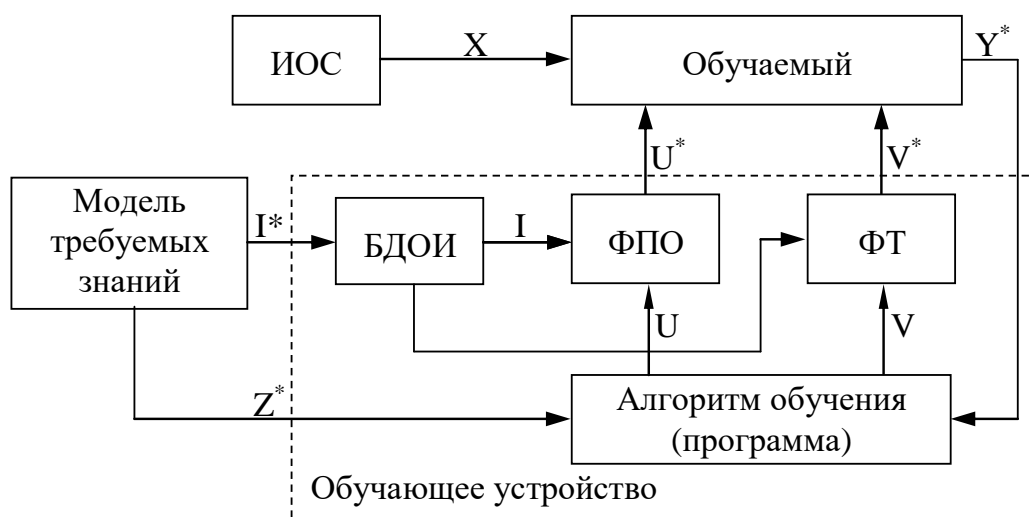 ИОС
X
Обучаемый
Y*
U*
V*
Модель
требуемых
знаний
I*
БДОИ
I
ФПО
ФТ
U
V
Z*
Алгоритм обучения
(программа)
Обучающее устройство